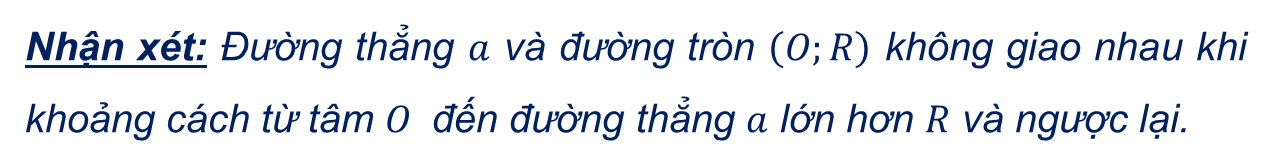 Nhận xét: Đường thẳng a và đường tròn (O; R) không giao nhau khi
khoảng cách từ tâm O đến đường thẳng a lớn hơn R và ngược lại.